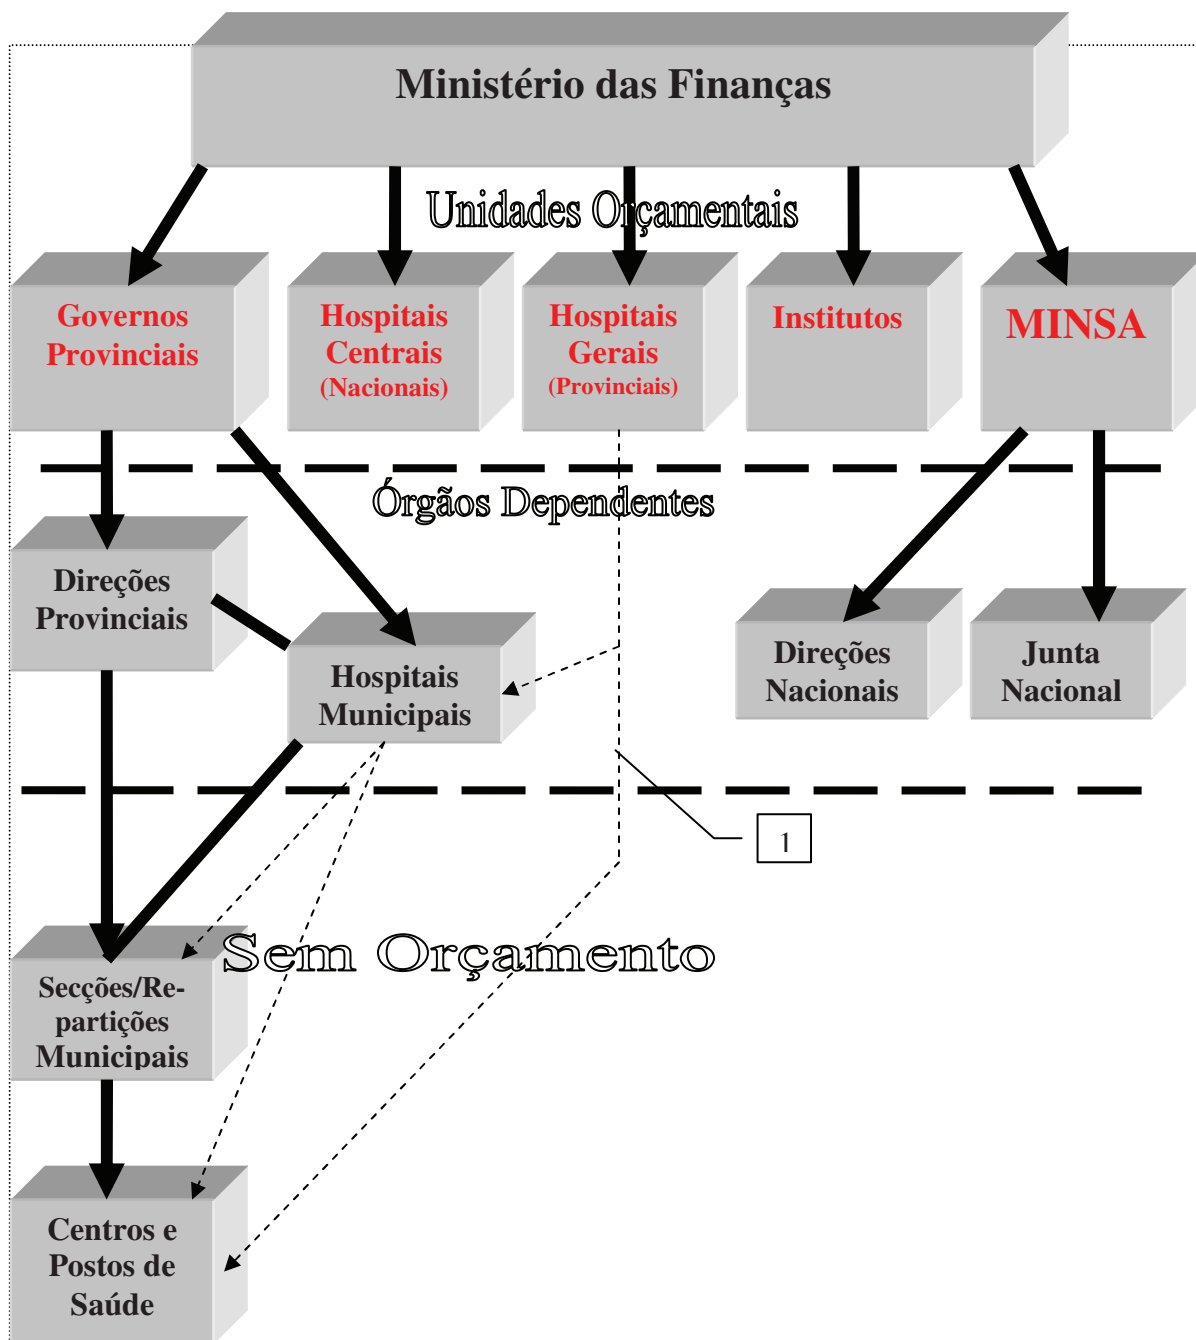 Ministério das Finanças
Unidades Orçamentais
Governos
Provinciais
Hospitais
Centrais
(Nacionais)
Hospitais
Gerais
(Provinciais)
Institutos
MINSA
Órgãos Dependentes
Direções
Provinciais
Hospitais
Municipais
Direções
Nacionais
Junta
Nacional
1
Sem Orçamento
Secções/Re-
partições
Municipais
Centros e
Postos de
Saúde